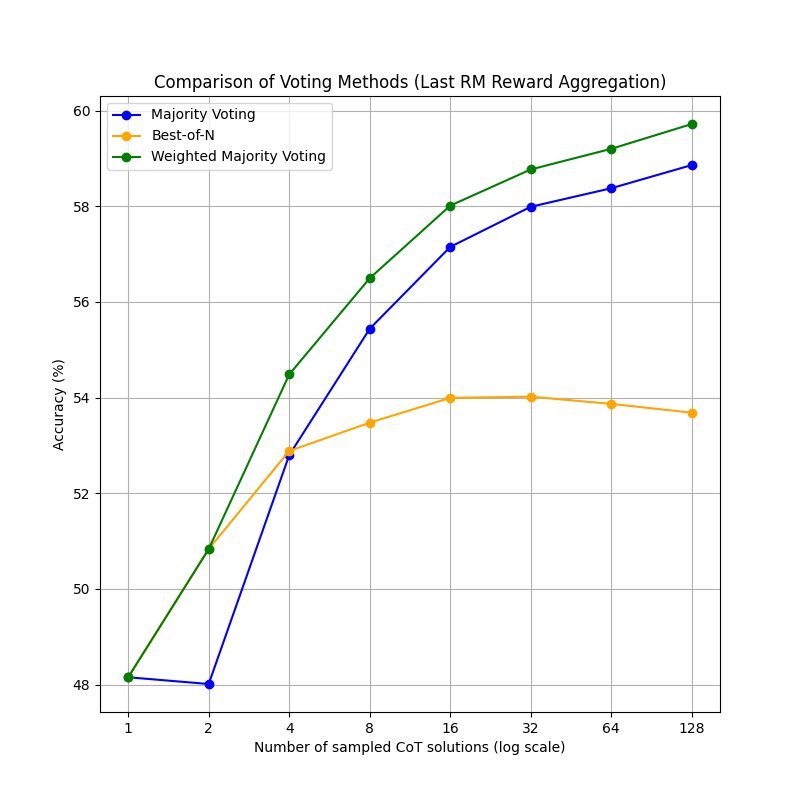 Comparison of Voting Methods (Last RM Reward Aggregation)
Majority Voting
Best-of-N
Weighted Majority Voting
60
58
56
54
52
50
48
Accuracy (%)
1 2 4 8 16 32 64 128
Number of sampled CoT solutions (log scale)